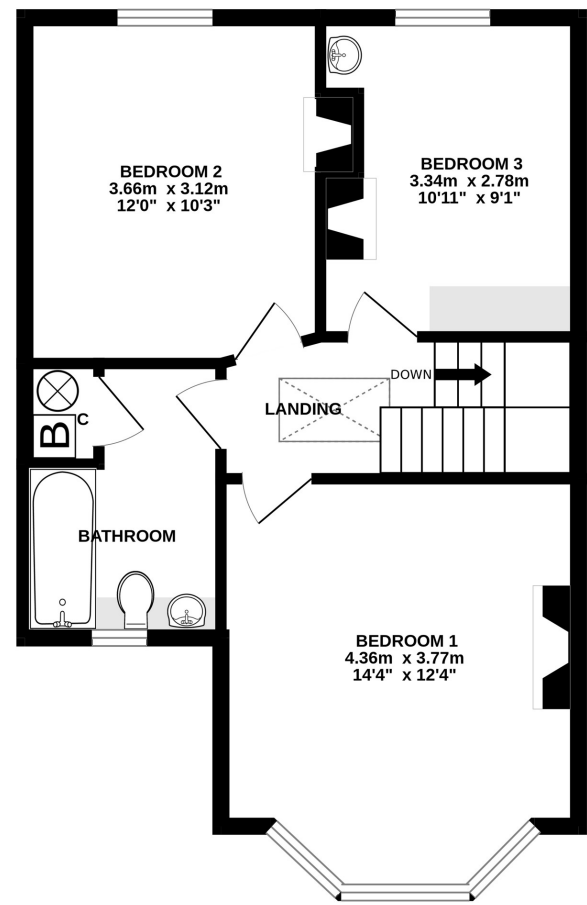 BEDROOM 2
3.66m x 3.12m
12'0" x 10'3"
BEDROOM 3
3.34m x 2.78m
10'11" x 9'1"
DOWN
LANDING
C
B
BATHROOM
BEDROOM 1
4.36m x 3.77m
14'4" x 12'4"